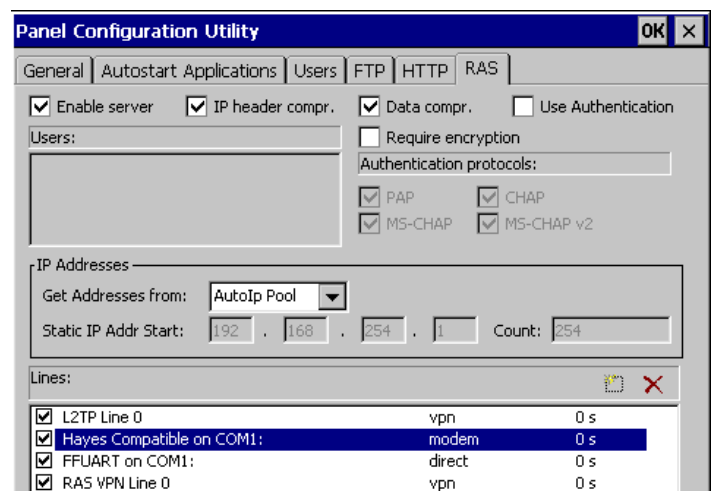 Panel Configuration Utility OK ×
General Autostart Applications Users FTP HTTP RAS
Enable server IP header compr. Data compr. Use Authentication
Users: Require encryption
Authentication protocols:
PAP CHAP
MS-CHAP MS-CHAP v2
IP Addresses
Get Addresses from: AutoIp Pool
Static IP Addr Start: 192 . 168 . 254 . 1 Count: 254
Lines:
L2TP Line 0 vpn 0 s
Hayes Compatible on COM1: modem 0 s
FFUART on COM1: direct 0 s
RAS VPN Line 0 vpn 0 s